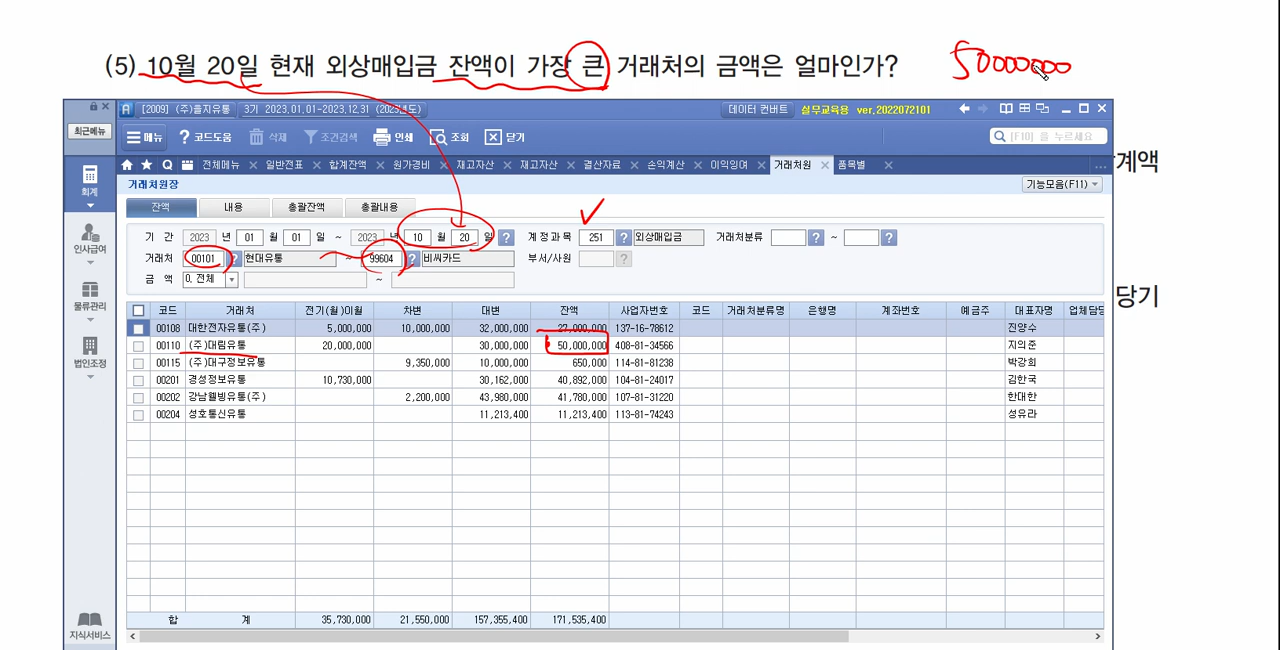 (5) 10월 20일 현재 외상매입금 잔액이 가장 큰 거래처의 금액은 얼마인가? 50000000
[2009] (주)홀지유통 3기 2023.01.01~2023.12.31 (2023년도) 데이터 컨버트 실무교육용 ver.2022072101
최근메뉴 메뉴 코드도움 삭제 조건검색 인쇄 조회 닫기 [F10] 을 누르세요
계액
전체메뉴 일반전표 합계잔액 원가경비 재고자산 재고자산 결산자료 손익계산 이익잉여 거래처원 품목별
거래처원장 기능모음(F11)
회계
잔액 내용 총괄잔액 총괄내용
기 간 2023 년 01 월 01 일 ~ 2023 년 10 월 20 일 계정과목 251 외상매입금 거래처분류 ~
인사급여
거래처 00101 현대유통 ~ 99604 비씨카드 부서/사원
금 액 0. 전체 ~
당기
물류관리
코드 거래처 전기(월)이월 차변 대변 잔액 사업자번호 코드 거래처분류명 은행명 계좌번호 예금주 대표자명 업체담당
00108 대한전자유통(주) 5,000,000 10,000,000 32,000,000 27,000,000 137-16-78612 진양수
00110 (주)대림유통 20,000,000 30,000,000 50,000,000 408-81-34566 지의준
법인조정
00115 (주)대구정보유통 9,350,000 10,000,000 650,000 114-81-81238 박강희
00201 경성정보유통 10,730,000 30,162,000 40,892,000 104-81-24017 김한국
00202 강남웰빙유통(주) 2,200,000 43,980,000 41,780,000 107-81-31220 한대한
00204 성호통신유통 11,213,400 11,213,400 113-81-74243 성유라
합 계 35,730,000 21,550,000 157,355,400 171,535,400
지식서비스